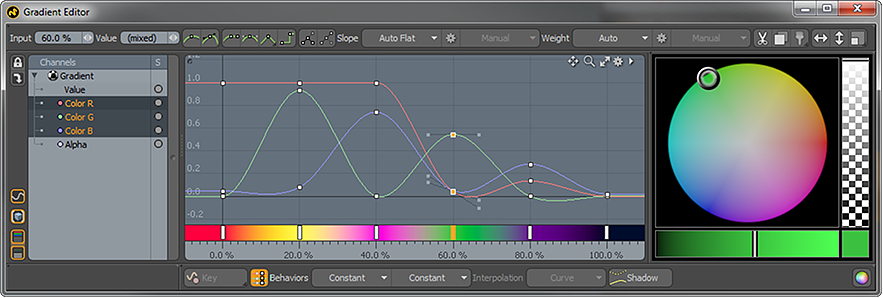 Gradient Editor
Input 60.0 % Value (mixed) Slope Auto Flat Manual Weight Auto Manual
Channels S
Gradient
Value
Color R
Color G
Color B
Alpha
1.2
1.0
0.8
0.6
0.4
0.2
0.0
-0.2
0.0 % 20.0 % 40.0 % 60.0 % 80.0 % 100.0 %
Key Behaviors Constant Constant Interpolation Curve Shadow